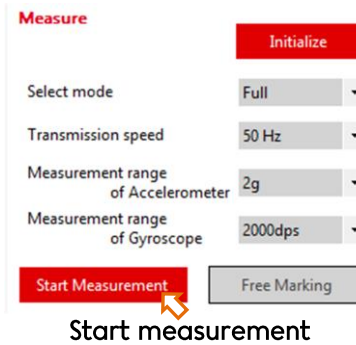 Measure
Initialize
Select mode Full
Transmission speed 50 Hz
Measurement range
of Accelerometer 2g
Measurement range
of Gyroscope 2000dps
Start Measurement Free Marking
Start measurement